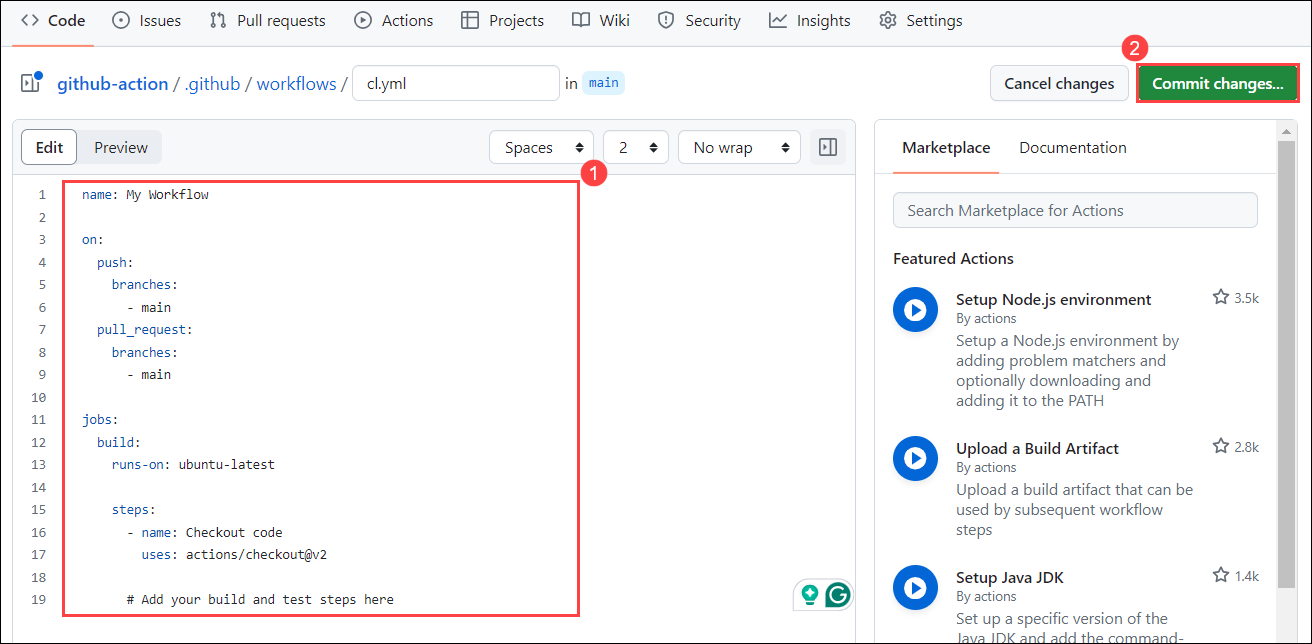 Code Issues Pull requests Actions Projects Wiki Security Insights Settings
2
github-action / .github / workflows / cl.yml in main Cancel changes Commit changes...
Edit Preview Spaces 2 No wrap
1
1 name: My Workflow
2
3 on:
4 push:
5 branches:
6 - main
7 pull_request:
8 branches:
9 - main
10
11 jobs:
12 build:
13 runs-on: ubuntu-latest
14
15 steps:
16 - name: Checkout code
17 uses: actions/checkout@v2
18
19 # Add your build and test steps here
Marketplace Documentation
Search Marketplace for Actions
Featured Actions
Setup Node.js environment 3.5k
By actions
Setup a Node.js environment by
adding problem matchers and
optionally downloading and
adding it to the PATH
Upload a Build Artifact 2.8k
By actions
Upload a build artifact that can be
used by subsequent workflow
steps
Setup Java JDK 1.4k
By actions
Set up a specific version of the
Java JDK and add the command-